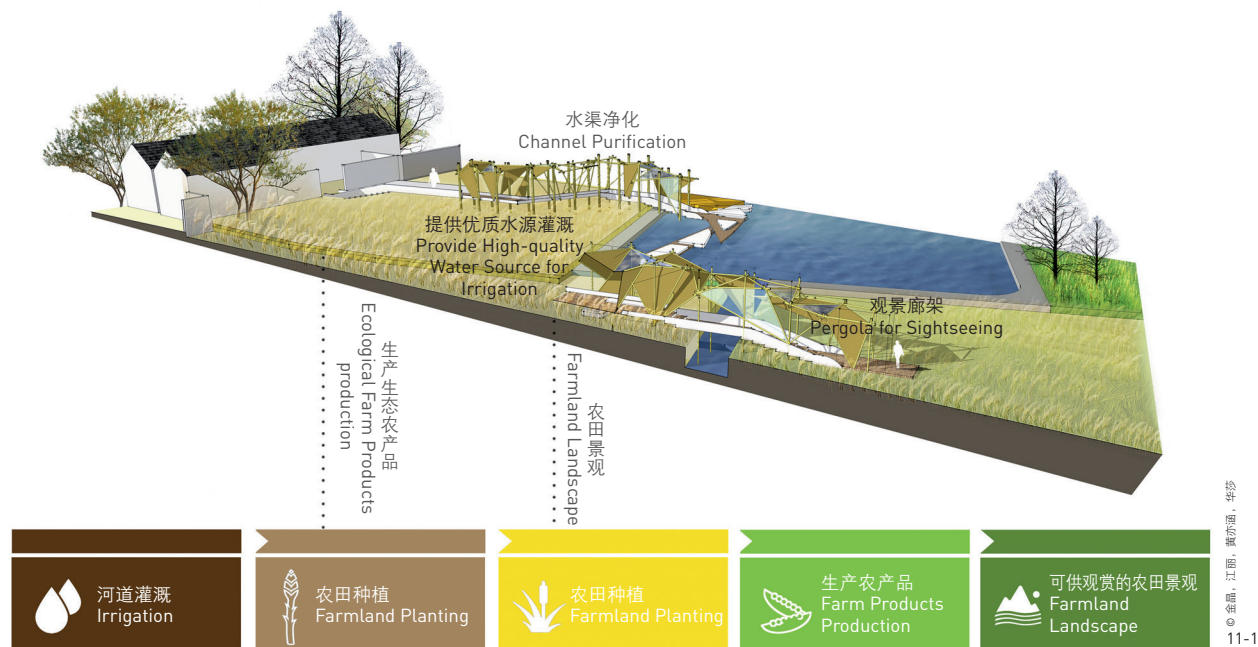 水渠净化
Channel Purification
提供优质水源灌溉
Provide High-quality
Water Source for
Irrigation
观景廊架
Pergola for Sightseeing
生产生态农产品
Ecological Farm Products
production
农田景观
Farmland Landscape
河道灌溉
Irrigation
农田种植
Farmland Planting
农田种植
Farmland Planting
生产农产品
Farm Products
Production
可供观赏的农田景观
Farmland
Landscape
© 金晶，江丽，黄亦涵，华莎
11-1